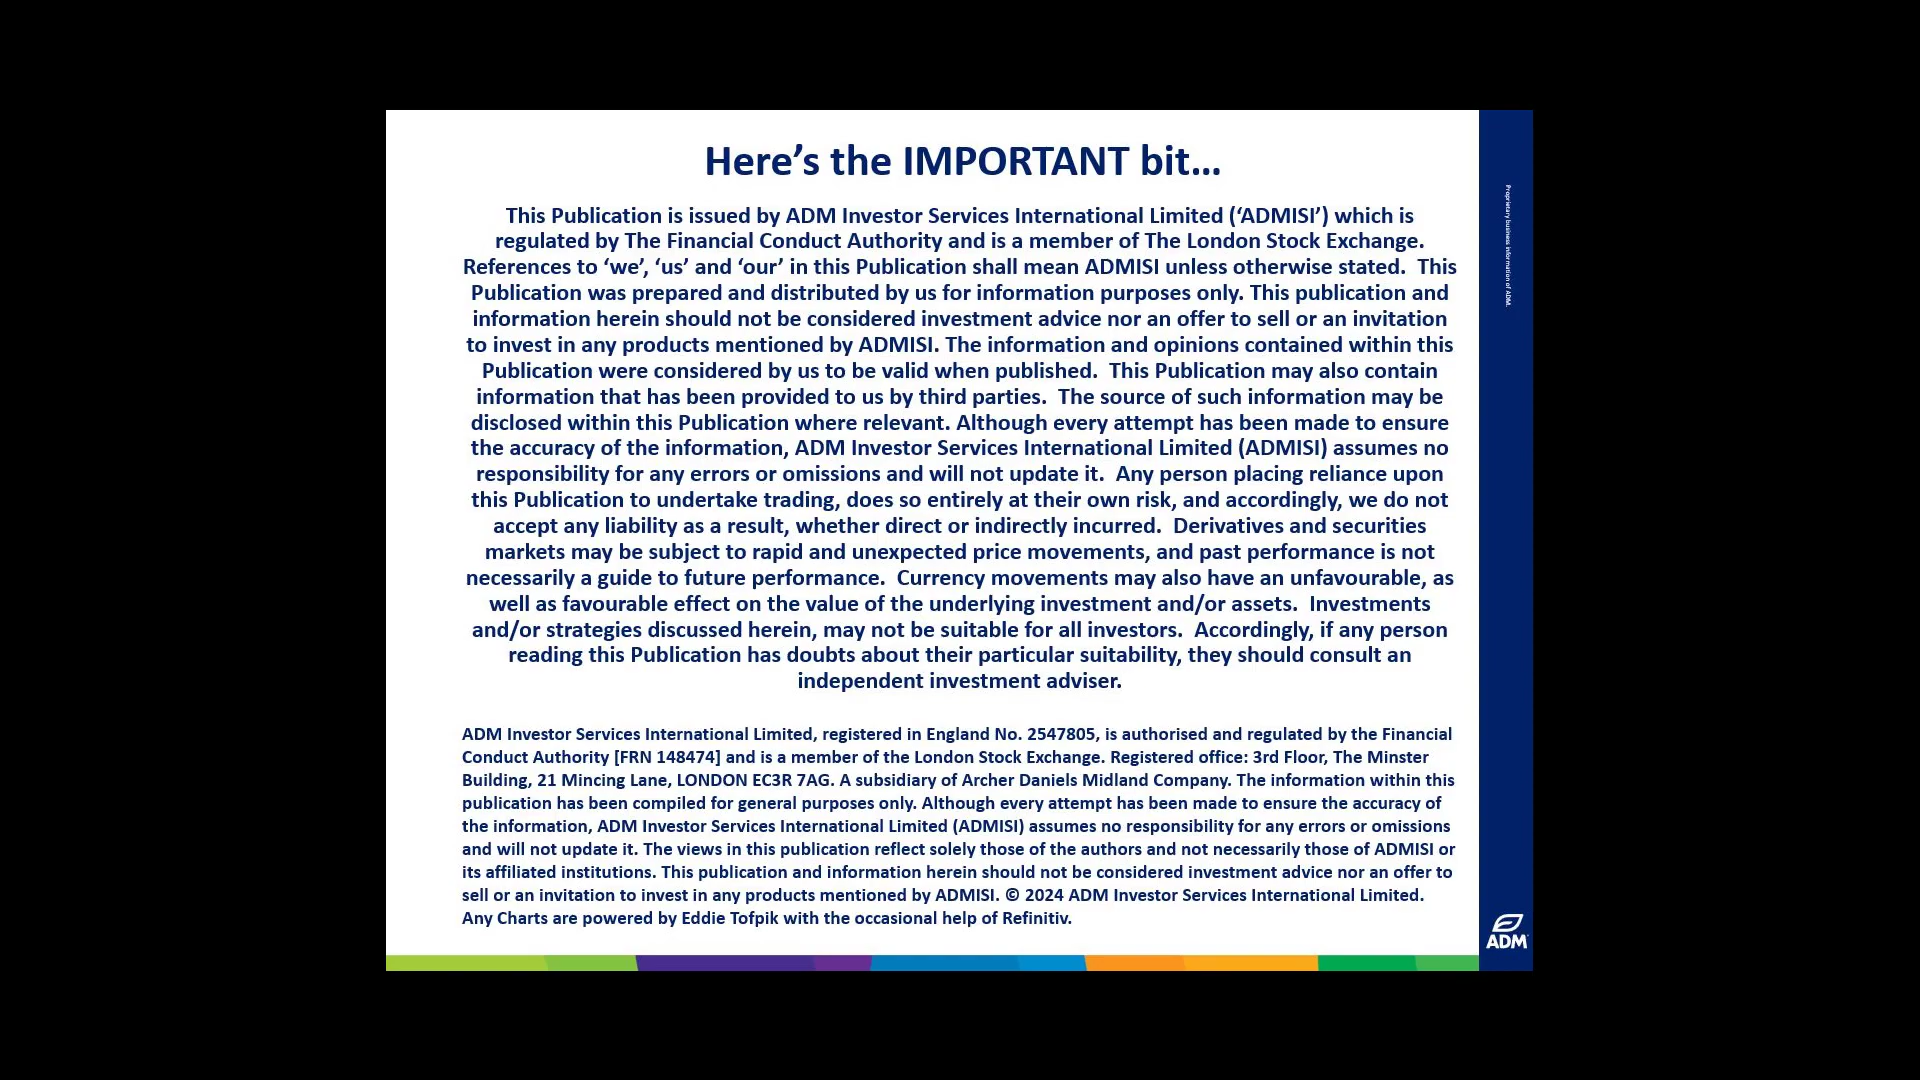 Here’s the IMPORTANT bit…
This Publication is issued by ADM Investor Services International Limited (‘ADMISI’) which is
regulated by The Financial Conduct Authority and is a member of The London Stock Exchange.
References to ‘we’, ‘us’ and ‘our’ in this Publication shall mean ADMISI unless otherwise stated.  This
Publication was prepared and distributed by us for information purposes only. This publication and
information herein should not be considered investment advice nor an offer to sell or an invitation
to invest in any products mentioned by ADMISI. The information and opinions contained within this
Publication were considered by us to be valid when published.  This Publication may also contain
information that has been provided to us by third parties.  The source of such information may be
disclosed within this Publication where relevant. Although every attempt has been made to ensure
the accuracy of the information, ADM Investor Services International Limited (ADMISI) assumes no
responsibility for any errors or omissions and will not update it.  Any person placing reliance upon
this Publication to undertake trading, does so entirely at their own risk, and accordingly, we do not
accept any liability as a result, whether direct or indirectly incurred.  Derivatives and securities
markets may be subject to rapid and unexpected price movements, and past performance is not
necessarily a guide to future performance.  Currency movements may also have an unfavourable, as
well as favourable effect on the value of the underlying investment and/or assets.  Investments
and/or strategies discussed herein, may not be suitable for all investors.  Accordingly, if any person
reading this Publication has doubts about their particular suitability, they should consult an
independent investment adviser.
ADM Investor Services International Limited, registered in England No. 2547805, is authorised and regulated by the Financial
Conduct Authority [FRN 148474] and is a member of the London Stock Exchange. Registered office: 3rd Floor, The Minster
Building, 21 Mincing Lane, LONDON EC3R 7AG. A subsidiary of Archer Daniels Midland Company. The information within this
publication has been compiled for general purposes only. Although every attempt has been made to ensure the accuracy of
the information, ADM Investor Services International Limited (ADMISI) assumes no responsibility for any errors or omissions
and will not update it. The views in this publication reflect solely those of the authors and not necessarily those of ADMISI or
its affiliated institutions. This publication and information herein should not be considered investment advice nor an offer to
sell or an invitation to invest in any products mentioned by ADMISI. © 2024 ADM Investor Services International Limited.
Any Charts are powered by Eddie Tofpik with the occasional help of Refinitiv.
Proprietary business information of ADM.
ADM